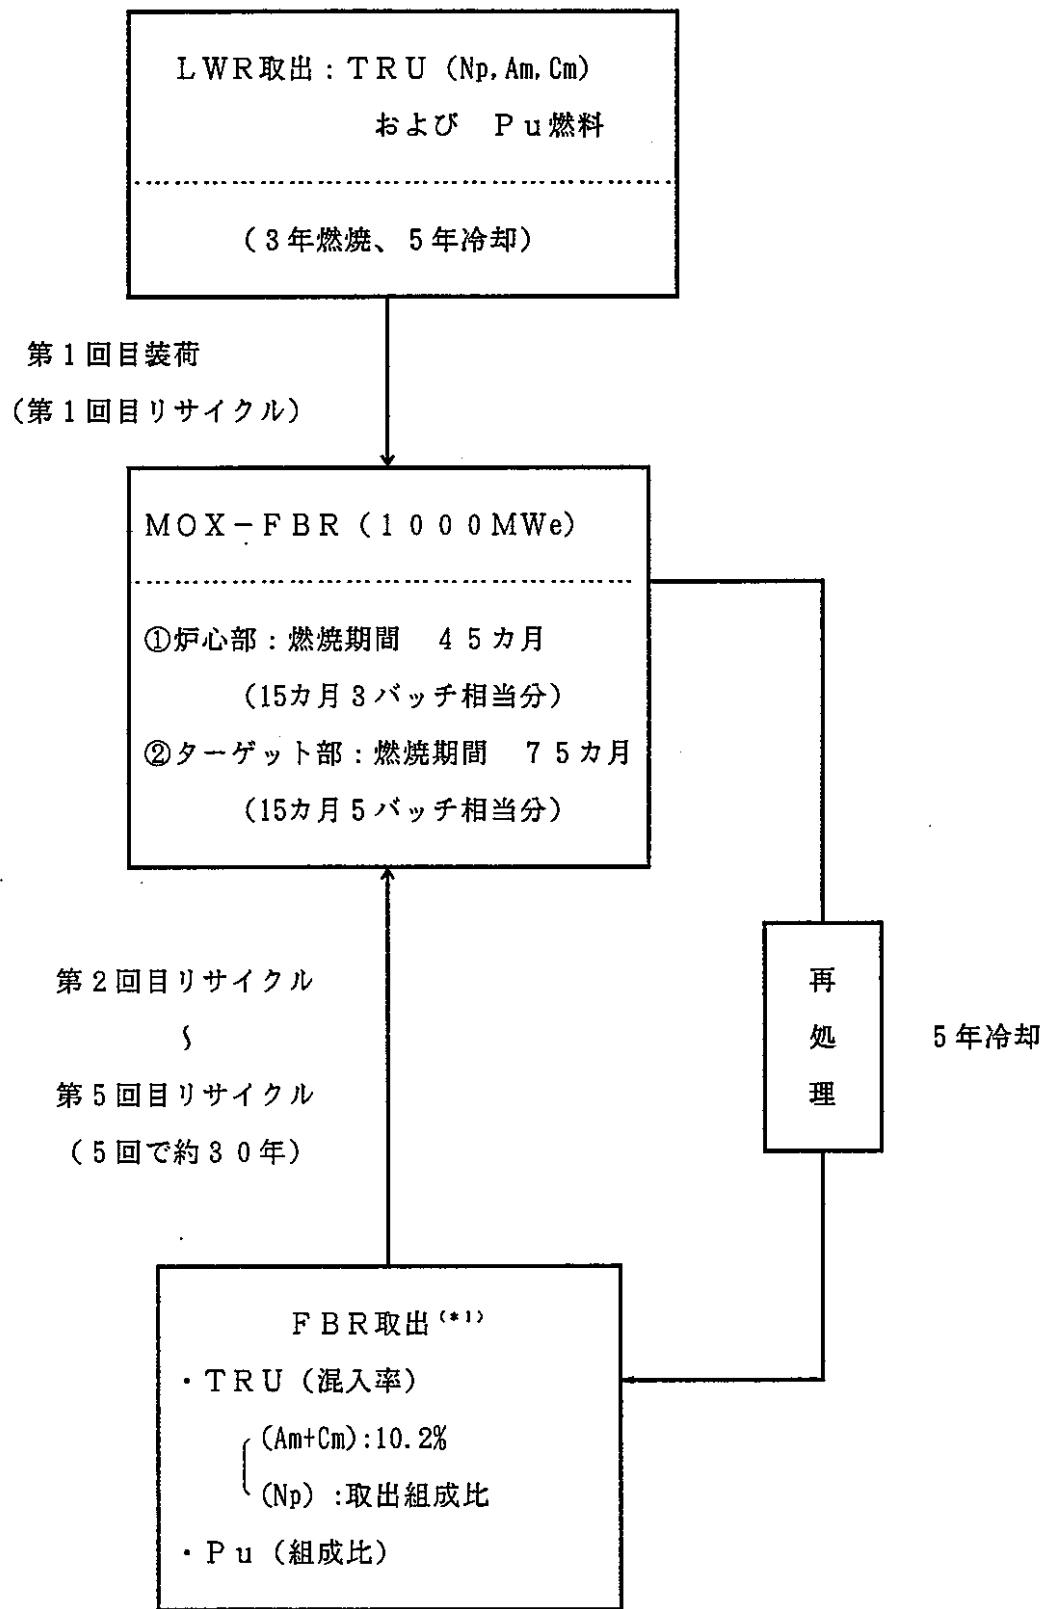 LWR取出：TRU (Np, Am, Cm)
および Pu燃料
（3年燃焼、5年冷却）
第1回目装荷
（第1回目リサイクル）
MOX－FBR（1000MWe）
①炉心部：燃焼期間 45カ月
（15カ月3バッチ相当分）
②ターゲット部：燃焼期間 75カ月
（15カ月5バッチ相当分）
第2回目リサイクル
〜
第5回目リサイクル
（5回で約30年）
再
処
理
5年冷却
FBR取出(*1)
・TRU（混入率）
(Am+Cm):10.2%
(Np) :取出組成比
・Pu（組成比）